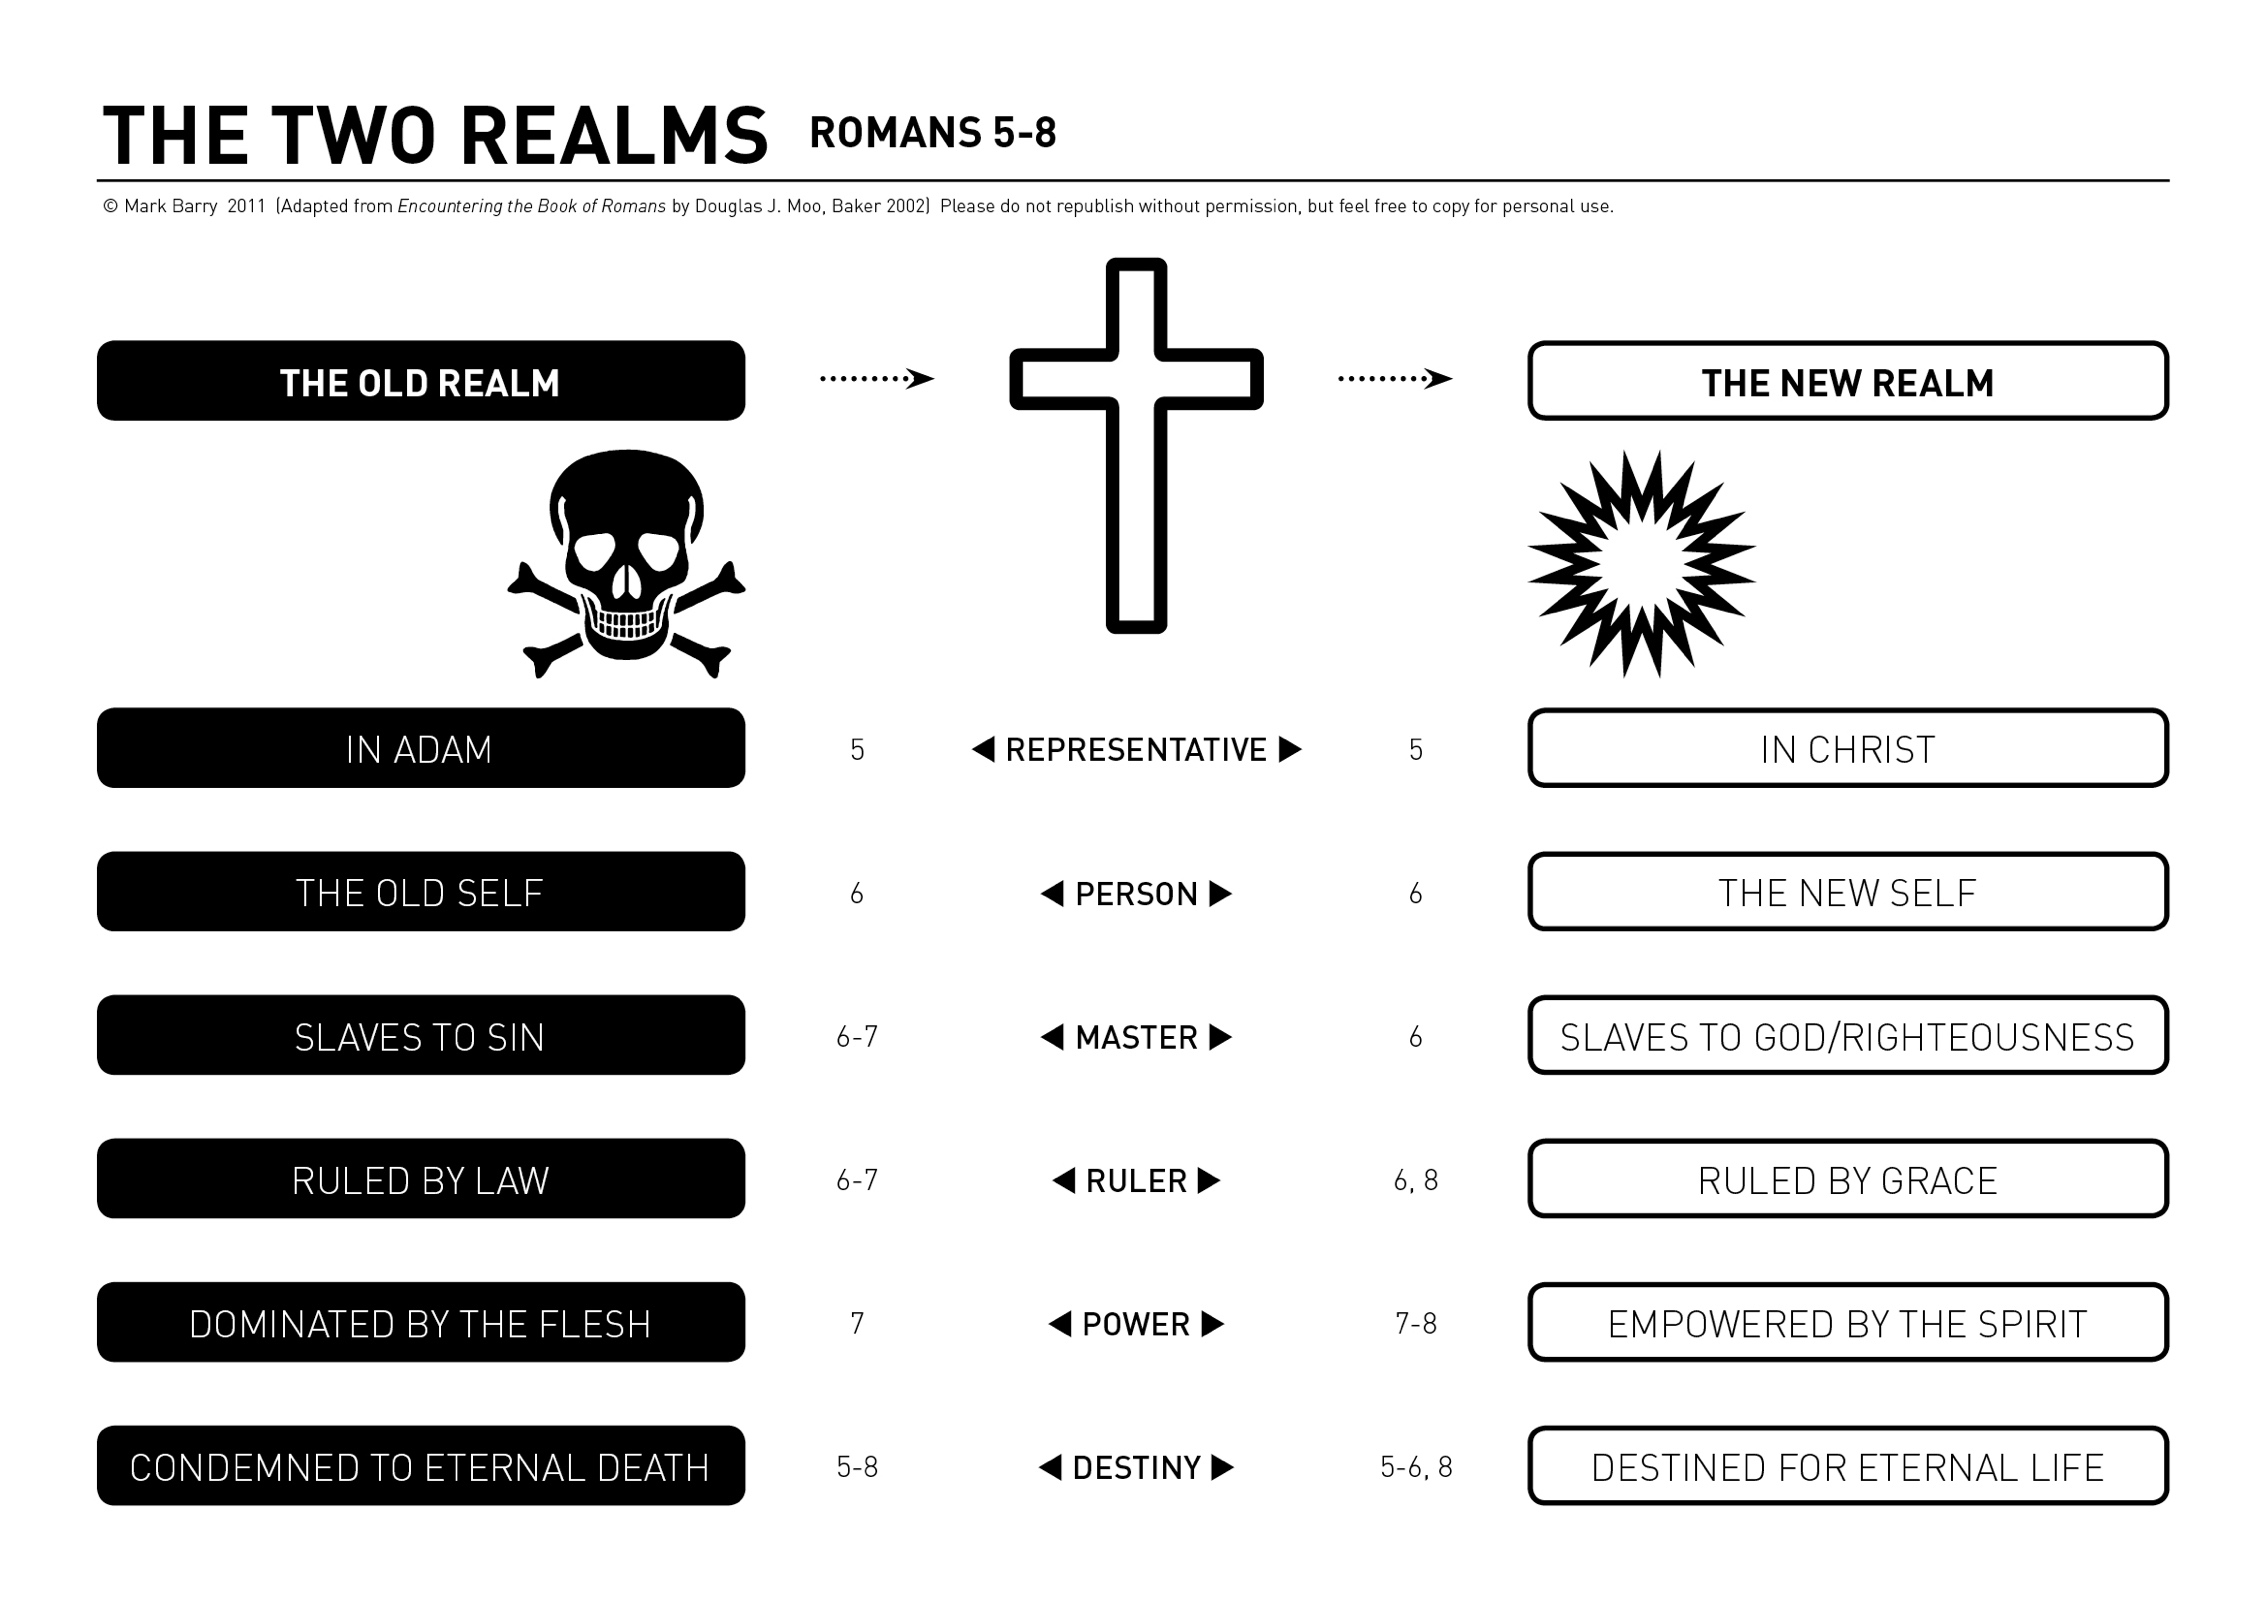 THE TWO REALMS ROMANS 5-8
© Mark Barry 2011 (Adapted from Encountering the Book of Romans by Douglas J. Moo, Baker 2002) Please do not republish without permission, but feel free to copy for personal use.
THE OLD REALM THE NEW REALM
IN ADAM 5 ◀ REPRESENTATIVE ▶ 5 IN CHRIST
THE OLD SELF 6 ◀ PERSON ▶ 6 THE NEW SELF
SLAVES TO SIN 6-7 ◀ MASTER ▶ 6 SLAVES TO GOD/RIGHTEOUSNESS
RULED BY LAW 6-7 ◀ RULER ▶ 6, 8 RULED BY GRACE
DOMINATED BY THE FLESH 7 ◀ POWER ▶ 7-8 EMPOWERED BY THE SPIRIT
CONDEMNED TO ETERNAL DEATH 5-8 ◀ DESTINY ▶ 5-6, 8 DESTINED FOR ETERNAL LIFE